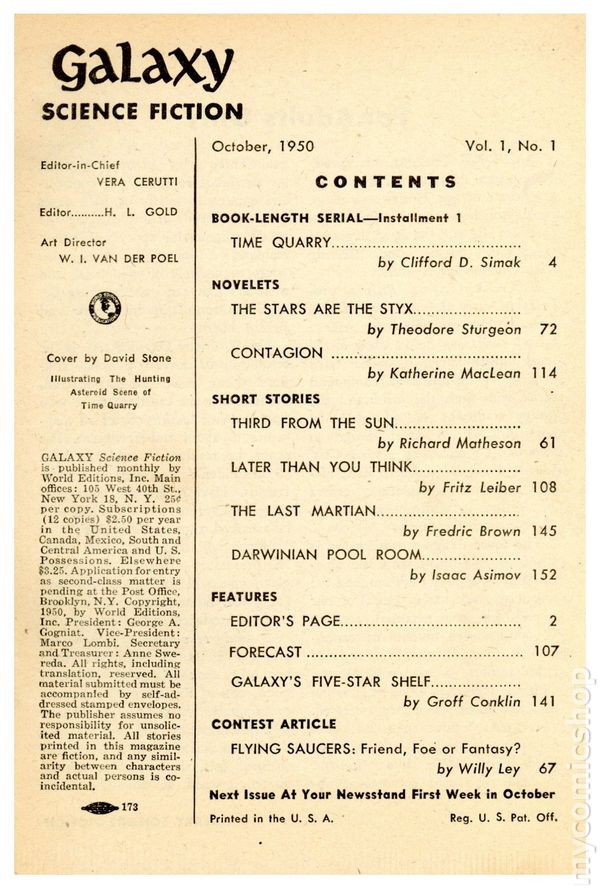 Galaxy
SCIENCE FICTION
Editor-in-Chief
VERA CERUTTI
Editor..........H. L. GOLD
Art Director
W. I. VAN DER POEL
Cover by David Stone
Illustrating The Hunting
Asteroid Scene of
Time Quarry
GALAXY Science Fiction
is published monthly by
World Editions, Inc. Main
offices: 105 West 40th St.,
New York 18, N. Y. 25¢
per copy. Subscriptions
(12 copies) $2.50 per year
in the United States,
Canada, Mexico, South and
Central America and U. S.
Possessions. Elsewhere
$3.25. Application for entry
as second-class matter is
pending at the Post Office,
Brooklyn, N.Y. Copyright,
1950, by World Editions,
Inc. President: George A.
Gogniat. Vice-President:
Marco Lombi. Secretary
and Treasurer: Anne Swe-
reda. All rights, including
translation, reserved. All
material submitted must be
accompanied by self-ad-
dressed stamped envelopes.
The publisher assumes no
responsibility for unsolic-
ited material. All stories
printed in this magazine
are fiction, and any simil-
arity between characters
and actual persons is co-
incidental.
173
October, 1950 Vol. 1, No. 1
CONTENTS
BOOK-LENGTH SERIAL—Installment 1
TIME QUARRY........................................
by Clifford D. Simak 4
NOVELETS
THE STARS ARE THE STYX.......................
by Theodore Sturgeon 72
CONTAGION ........................................
by Katherine MacLean 114
SHORT STORIES
THIRD FROM THE SUN...........................
by Richard Matheson 61
LATER THAN YOU THINK.......................
by Fritz Leiber 108
THE LAST MARTIAN..............................
by Fredric Brown 145
DARWINIAN POOL ROOM.....................
by Isaac Asimov 152
FEATURES
EDITOR'S PAGE...................................... 2
FORECAST .............................................. 107
GALAXY'S FIVE-STAR SHELF...................
by Groff Conklin 141
CONTEST ARTICLE
FLYING SAUCERS: Friend, Foe or Fantasy?
by Willy Ley 67
Next Issue At Your Newsstand First Week in October
Printed in the U. S. A. Reg. U. S. Pat. Off.
mycomicshop